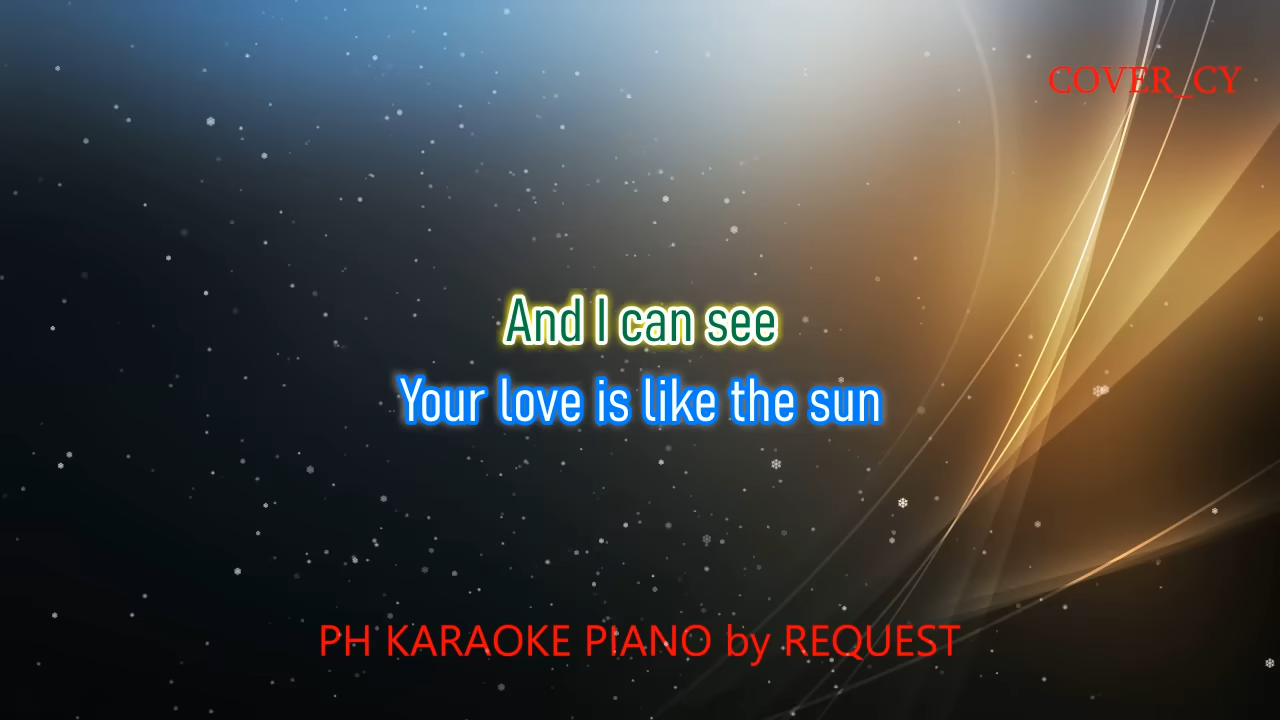 COVER_CY
And I can see
Your love is like the sun
PH KARAOKE PIANO by REQUEST